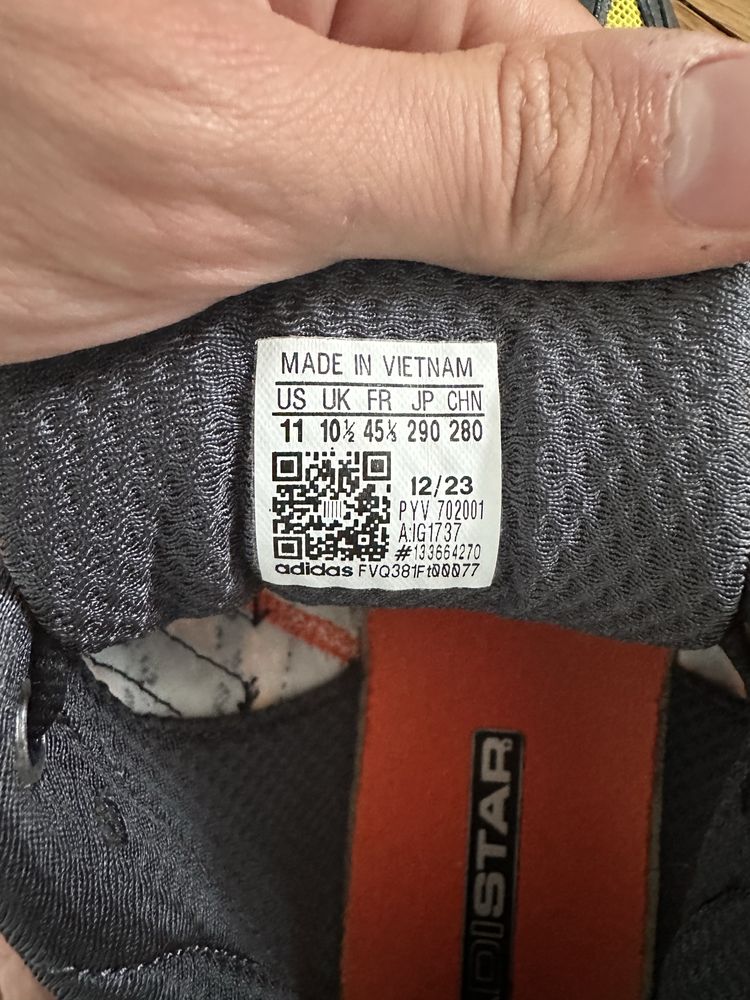 MADE IN VIETNAM
US UK FR JP CHN
11 10½ 45⅓ 290 280
12/23
PYV 702001
A:IG1737
#133664270
adidas FVQ381Ft00077
DISTAR®